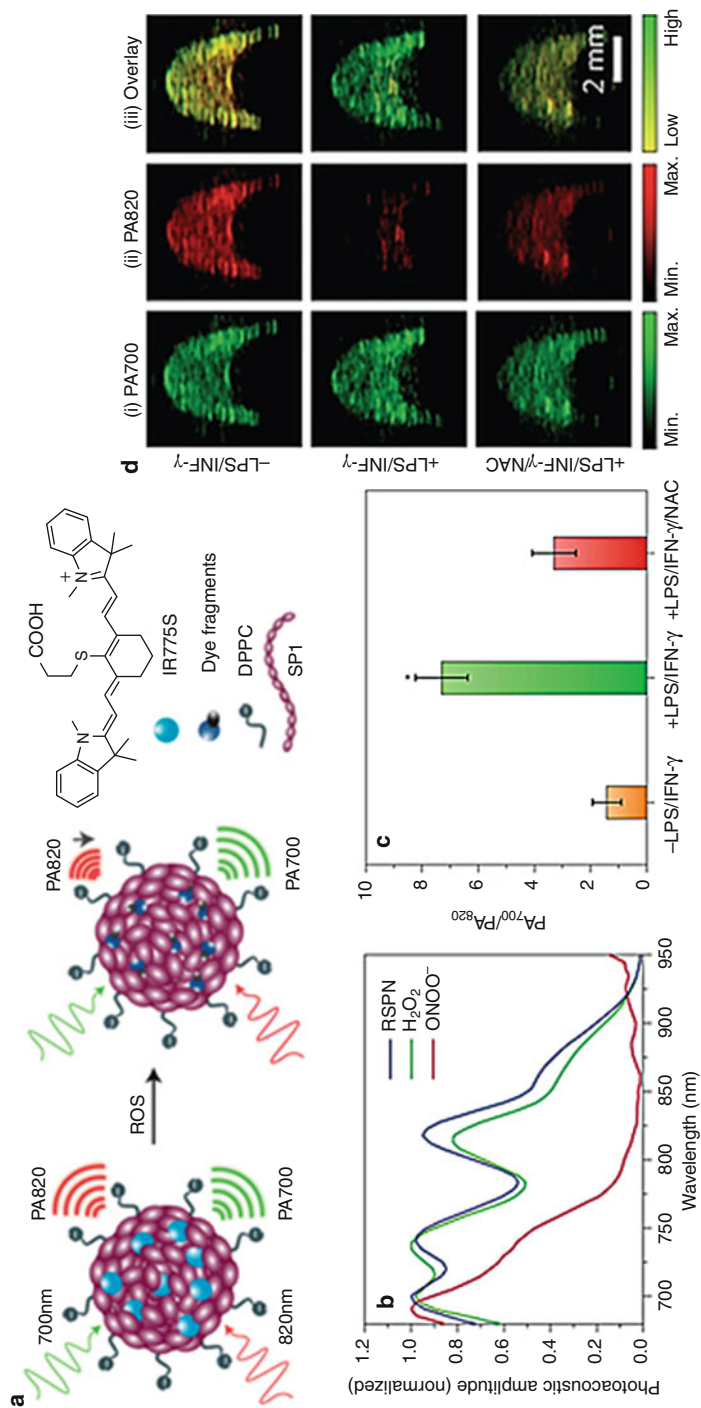 a
700nm
PA820
820nm
PA700
ROS
PA820
PA700
COOH
S
N
N
+
IR775S
Dye fragments
DPPC
SP1
b
Photoacoustic amplitude (normalized)
1.2
1.0
0.8
0.6
0.4
0.2
0.0
RSPN
H₂O₂
ONOO⁻
700
750
800
850
900
950
Wavelength (nm)
c
PA₇₀₀/PA₈₂₀
10
8
6
4
2
0
–LPS/IFN-γ
+LPS/IFN-γ
+LPS/IFN-γ/NAC
d
(i) PA700
(ii) PA820
(iii) Overlay
–LPS/INF-γ
+LPS/INF-γ
+LPS/INF-γ/NAC
2 mm
Min.
Max.
Min.
Max.
Low
High